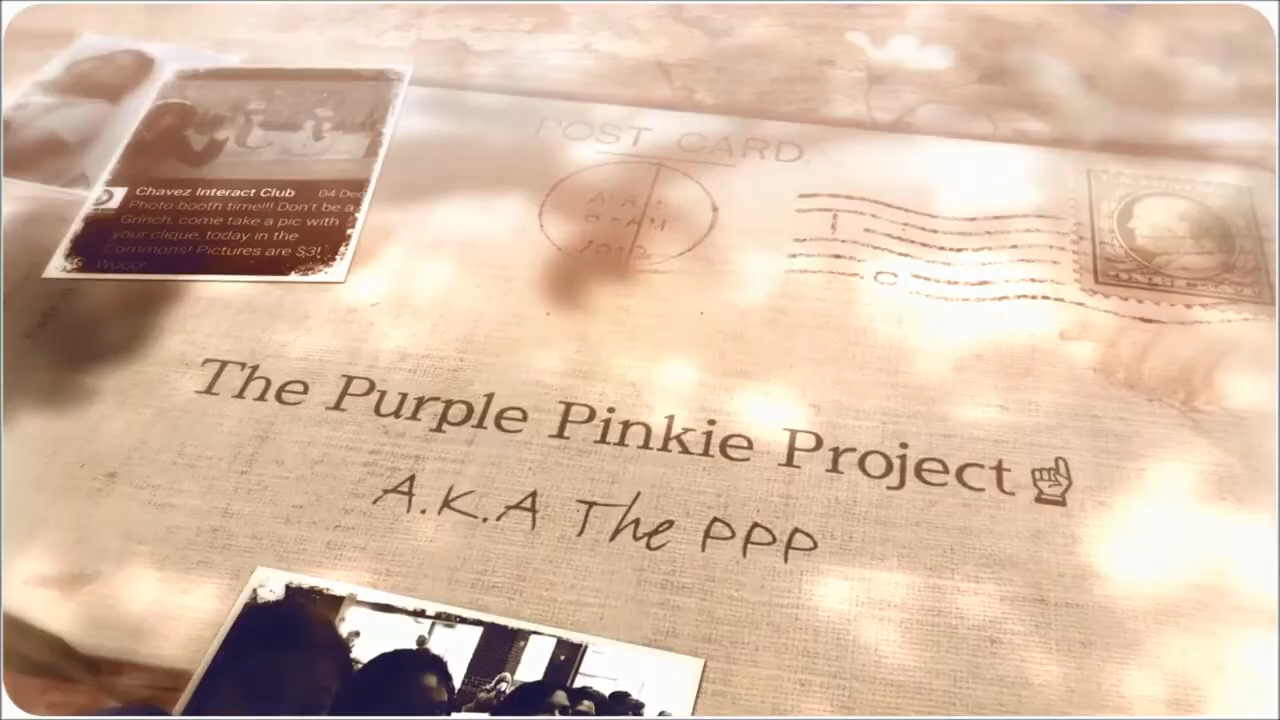 POST CARD
Chavez Interact Club 04 Dec
Photo booth time!!! Don't be a
Grinch, come take a pic with
your clique, today in the
Commons! Pictures are $3!
Wooo!
The Purple Pinkie Project ☝
A.K.A The PPP